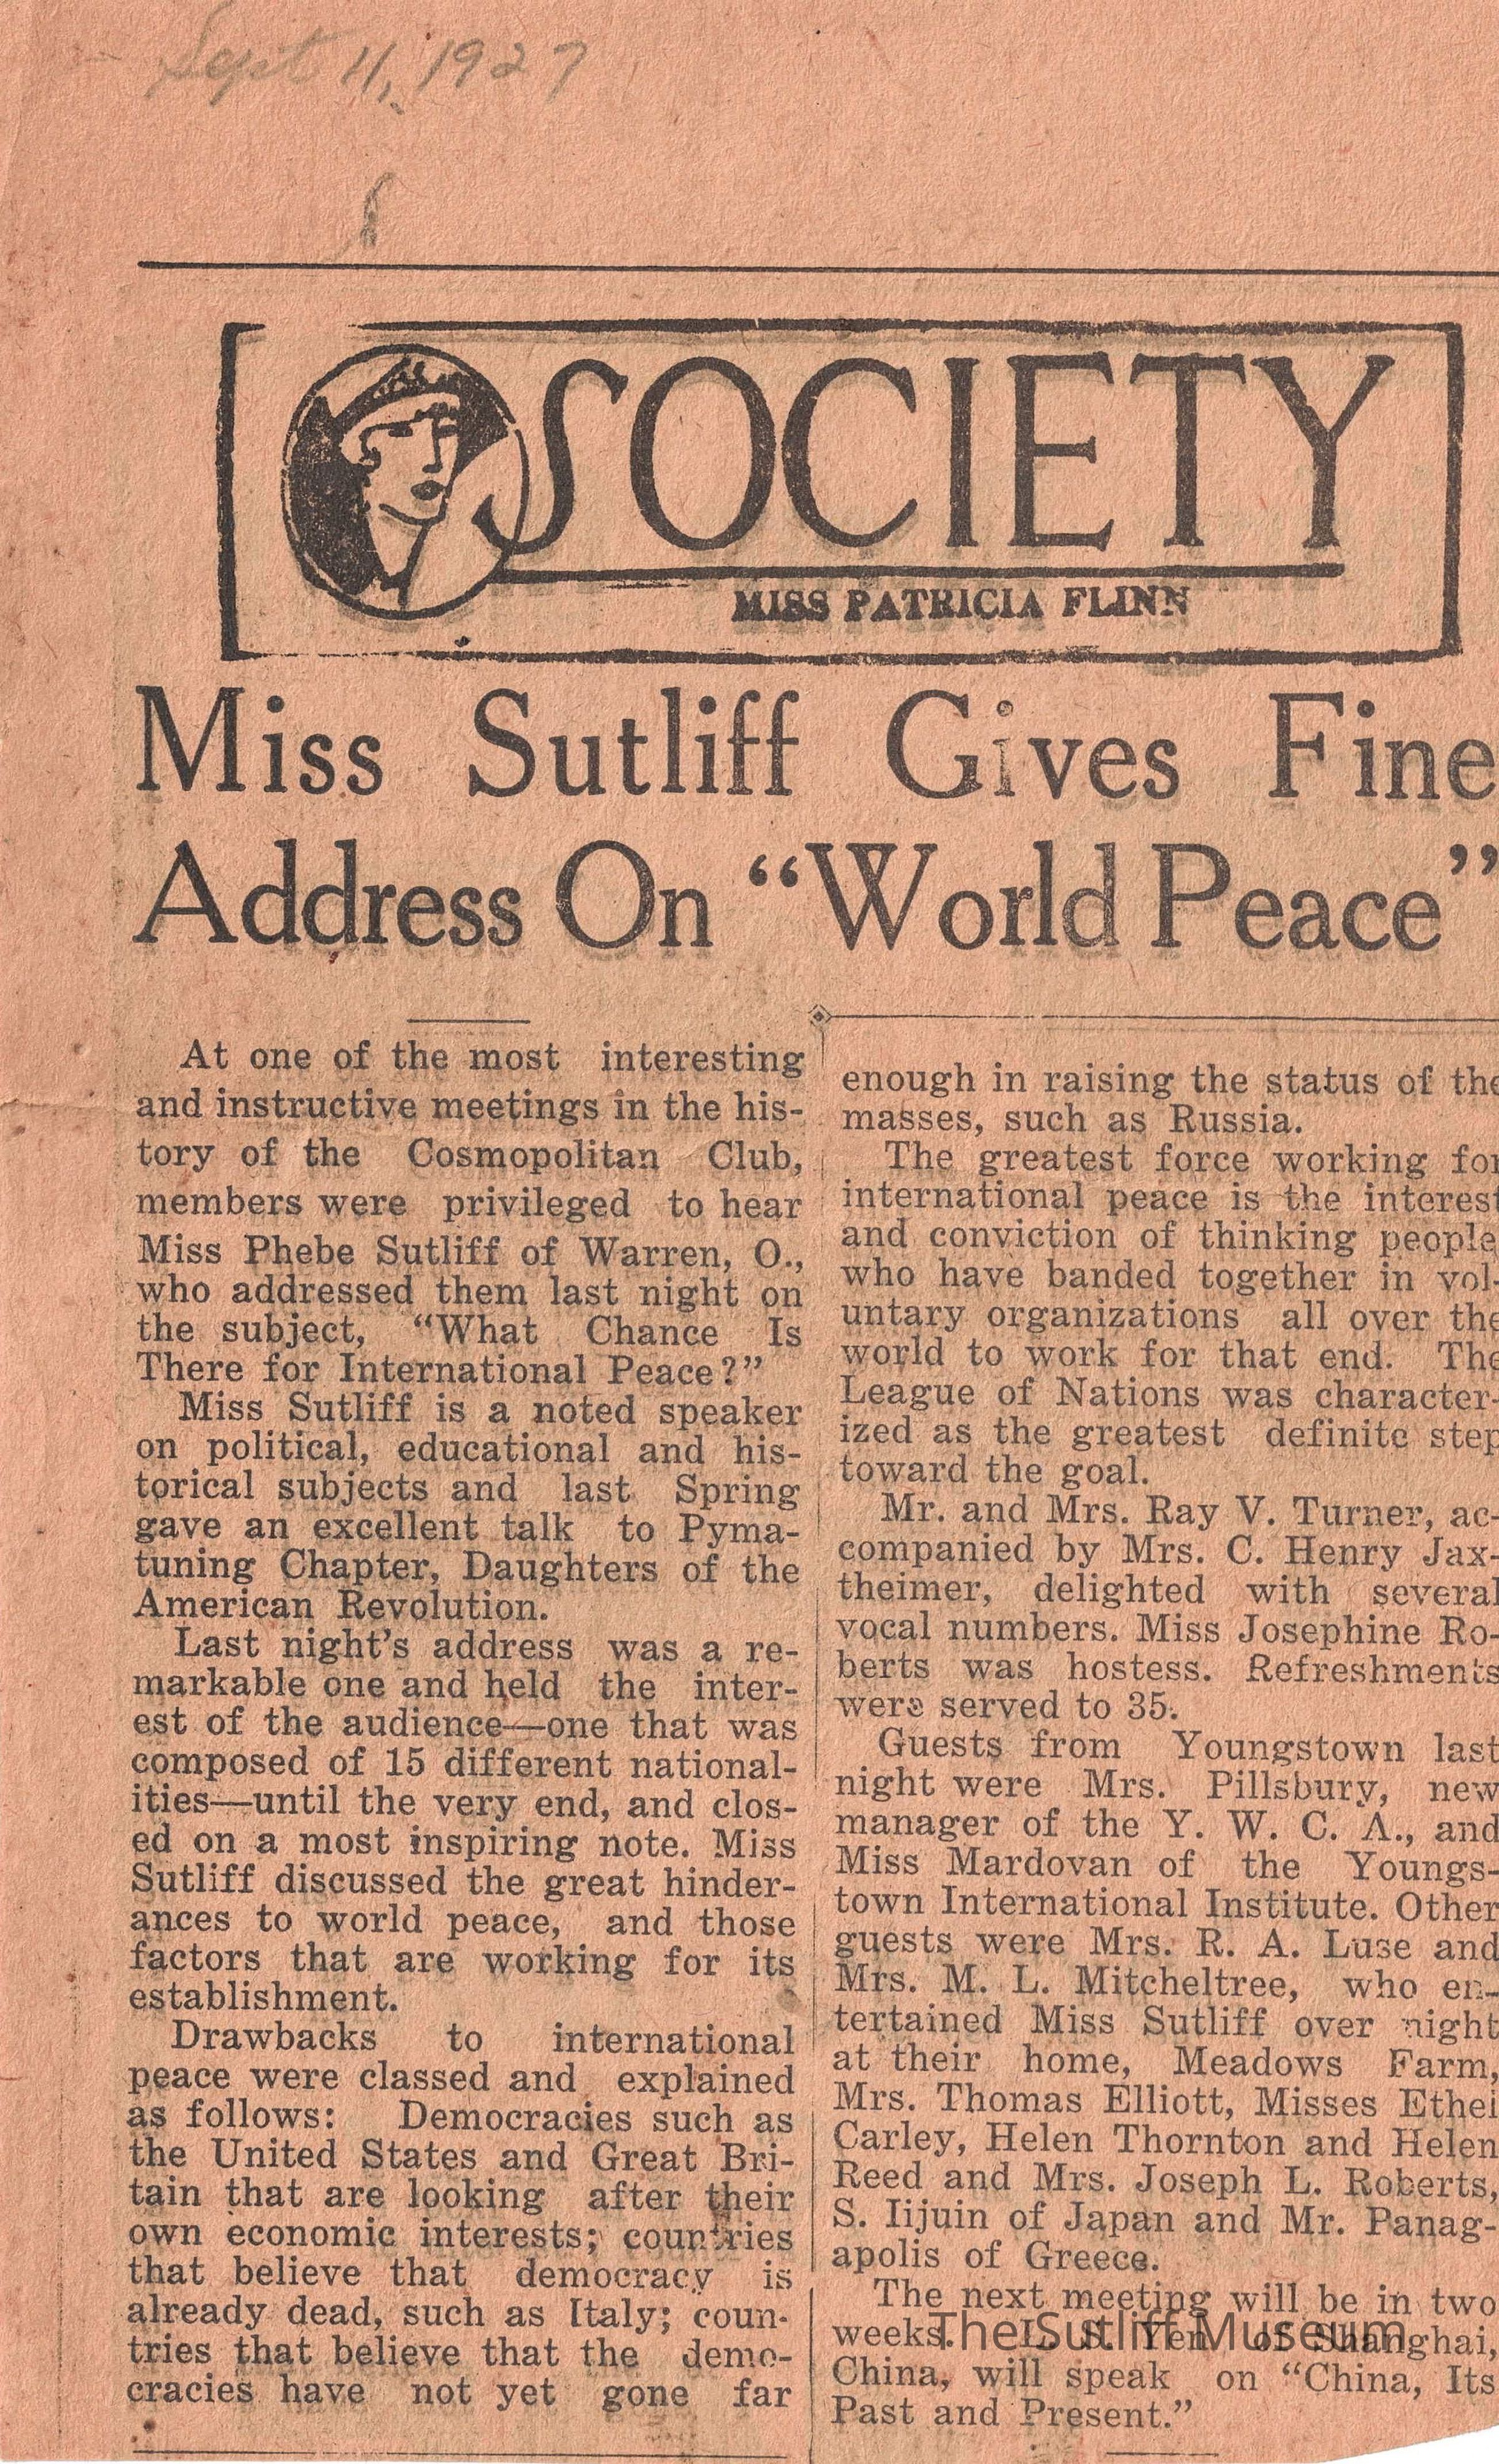 Sept 11, 1927
SOCIETY
MISS PATRICIA FLINN
Miss Sutliff Gives Fine
Address On “World Peace”
At one of the most interesting
and instructive meetings in the his-
tory of the Cosmopolitan Club,
members were privileged to hear
Miss Phebe Sutliff of Warren, O.,
who addressed them last night on
the subject, “What Chance Is
There for International Peace?”
Miss Sutliff is a noted speaker
on political, educational and his-
torical subjects and last Spring
gave an excellent talk to Pyma-
tuning Chapter, Daughters of the
American Revolution.
Last night’s address was a re-
markable one and held the inter-
est of the audience—one that was
composed of 15 different national-
ities—until the very end, and clos-
ed on a most inspiring note. Miss
Sutliff discussed the great hinder-
ances to world peace, and those
factors that are working for its
establishment.
Drawbacks to international
peace were classed and explained
as follows: Democracies such as
the United States and Great Bri-
tain that are looking after their
own economic interests; countries
that believe that democracy is
already dead, such as Italy; coun-
tries that believe that the demo-
cracies have not yet gone far
enough in raising the status of the
masses, such as Russia.
The greatest force working for
international peace is the interest
and conviction of thinking people
who have banded together in vol-
untary organizations all over the
world to work for that end. The
League of Nations was character-
ized as the greatest definite step
toward the goal.
Mr. and Mrs. Ray V. Turner, ac-
companied by Mrs. C. Henry Jax-
theimer, delighted with several
vocal numbers. Miss Josephine Ro-
berts was hostess. Refreshments
were served to 35.
Guests from Youngstown last
night were Mrs. Pillsbury, new
manager of the Y. W. C. A., and
Miss Mardovan of the Youngs-
town International Institute. Other
guests were Mrs. R. A. Luse and
Mrs. M. L. Mitcheltree, who en-
tertained Miss Sutliff over night
at their home, Meadows Farm,
Mrs. Thomas Elliott, Misses Ethel
Carley, Helen Thornton and Helen
Reed and Mrs. Joseph L. Roberts,
S. Iijuin of Japan and Mr. Panag-
apolis of Greece.
The next meeting will be in two
weeks. L. Yen of Shanghai,
China, will speak on “China, Its
Past and Present.”
The Sutliff Museum